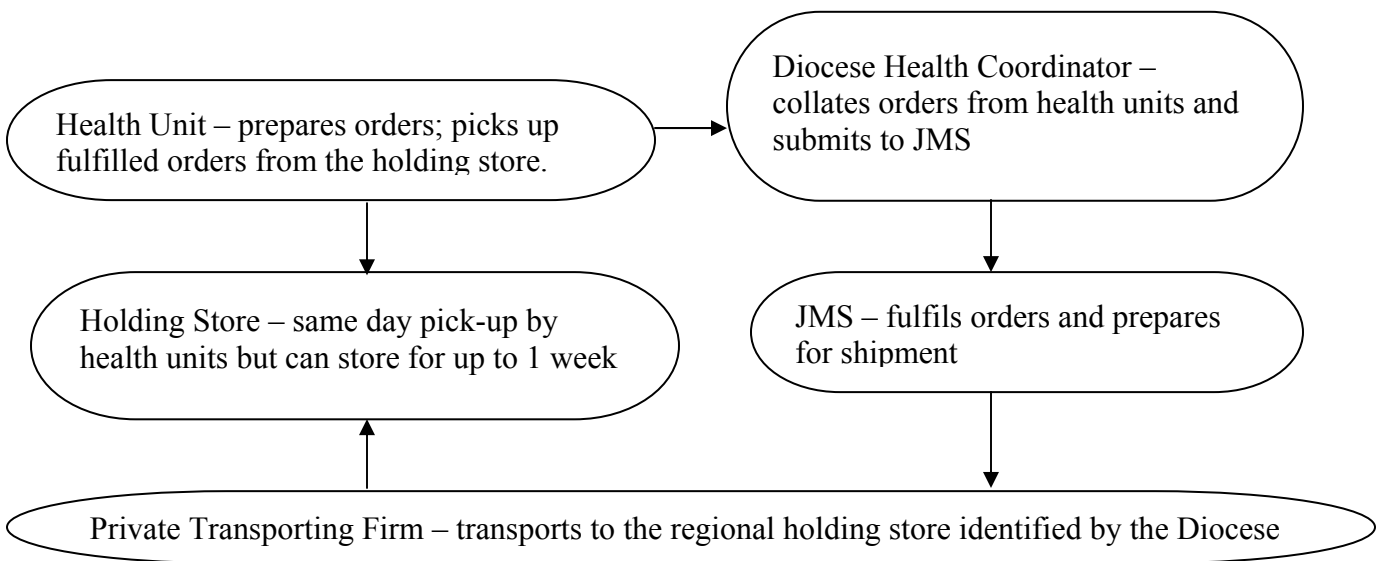 Health Unit – prepares orders; picks up
fulfilled orders from the holding store.
Diocese Health Coordinator –
collates orders from health units and
submits to JMS
Holding Store – same day pick-up by
health units but can store for up to 1 week
JMS – fulfils orders and prepares
for shipment
Private Transporting Firm – transports to the regional holding store identified by the Diocese